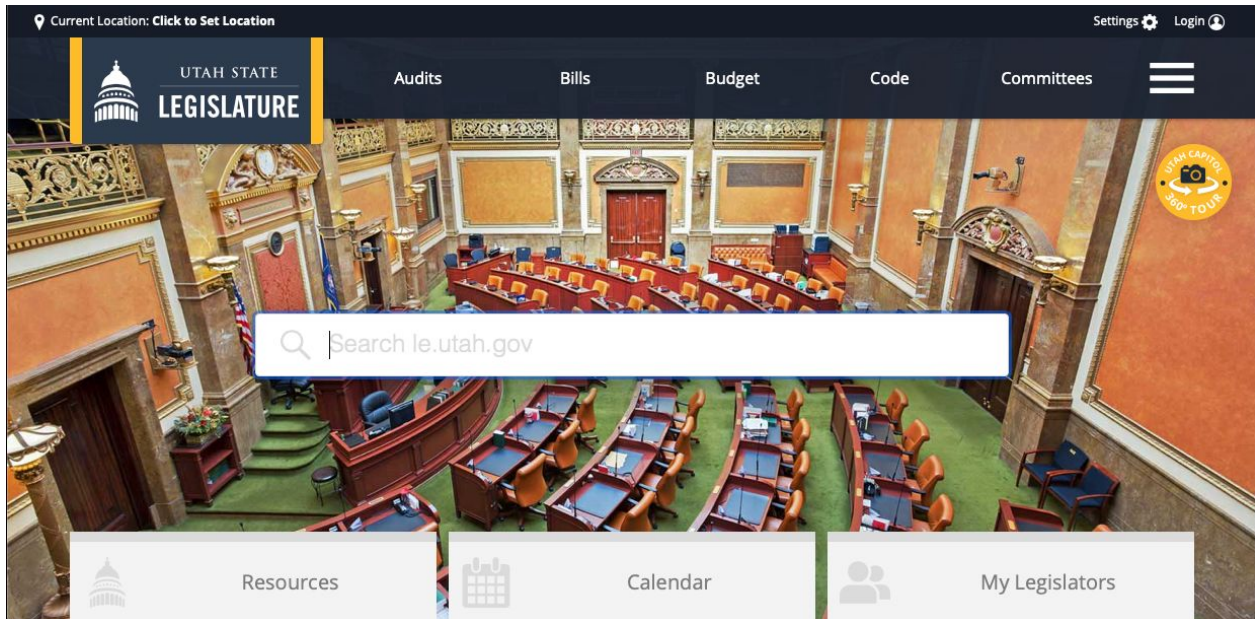 Current Location: Click to Set Location
Settings
Login
UTAH STATE
LEGISLATURE
Audits
Bills
Budget
Code
Committees
UTAH CAPITOL
360° TOUR
Search le.utah.gov
Resources
Calendar
My Legislators